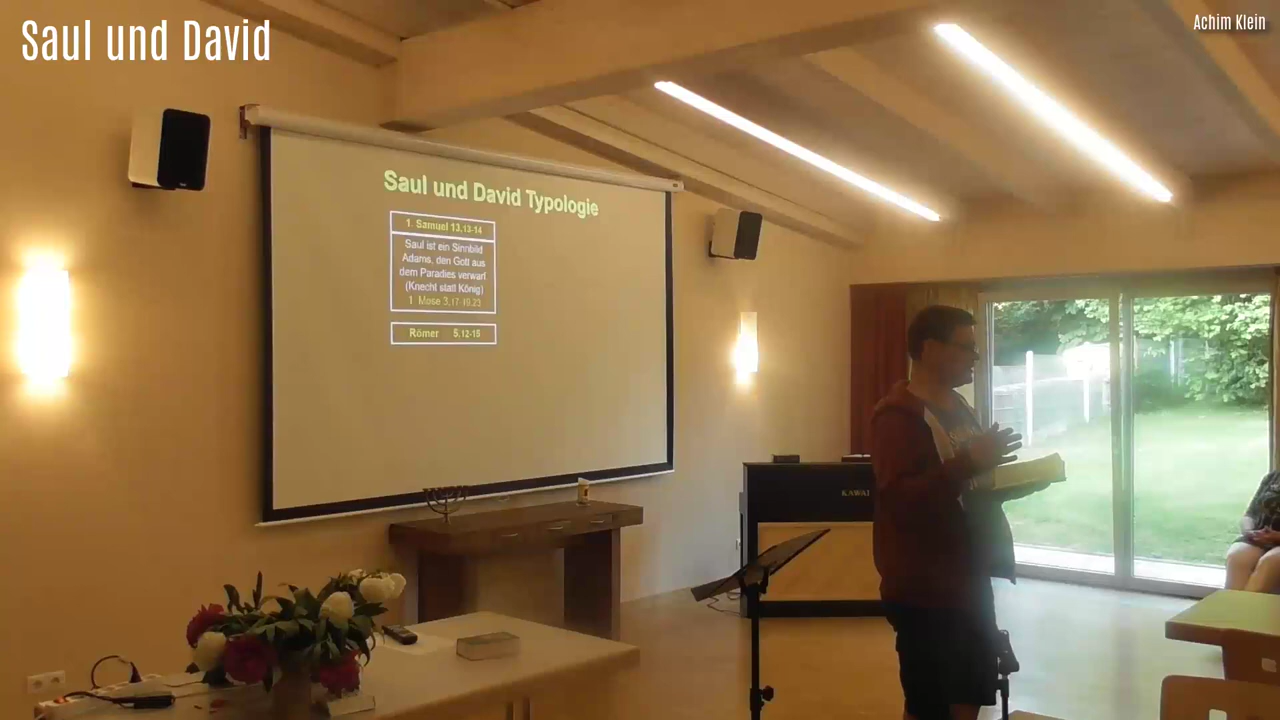 Saul und David
Achim Klein
Saul und David Typologie
1. Samuel 13,13-14
Saul ist ein Sinnbild
Adams, den Gott aus
dem Paradies verwarf
(Knecht statt König)
1. Mose 3,17-19.23
Römer 5,12-15
KAWAI